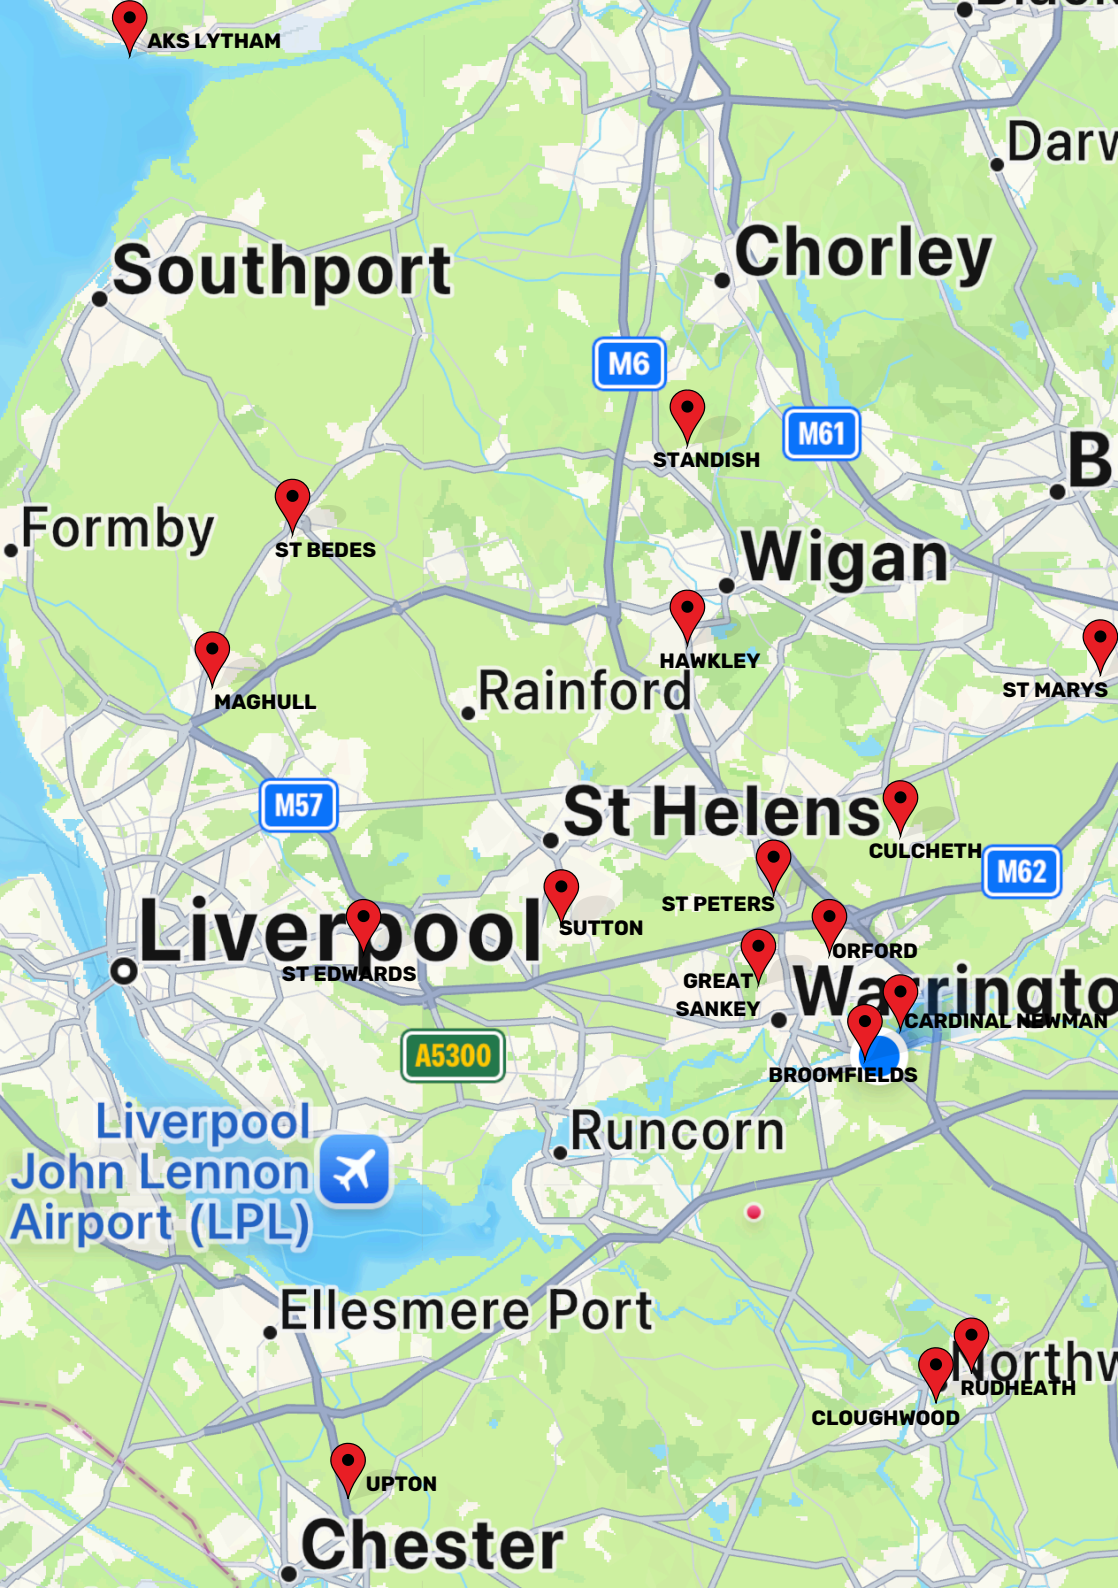 AKS LYTHAM
Southport
Chorley
M6
STANDISH
M61
B
Formby
ST BEDES
Wigan
HAWKLEY
ST MARYS
MAGHULL
Rainford
M57
St Helens
CULCHETH
M62
ST PETERS
SUTTON
Liverpool
ST EDWARDS
ORFORD
GREAT
SANKEY
Warringto
CARDINAL NEWMAN
BROOMFIELDS
A5300
Runcorn
Liverpool
John Lennon
Airport (LPL)
Ellesmere Port
Northw
RUDHEATH
CLOUGHWOOD
UPTON
Chester